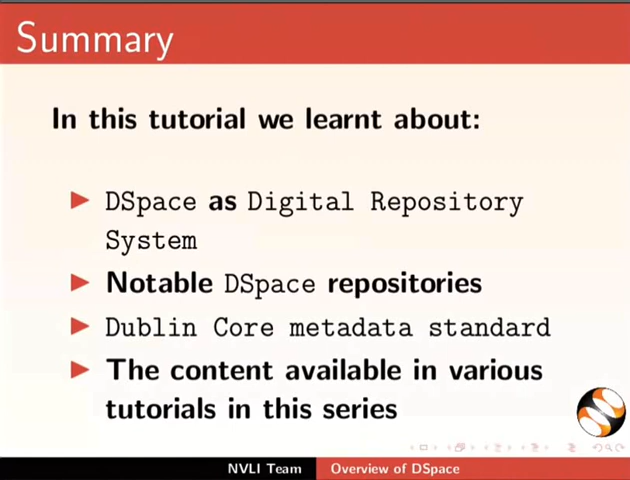 Summary
In this tutorial we learnt about:
DSpace as Digital Repository
System
Notable DSpace repositories
Dublin Core metadata standard
The content available in various
tutorials in this series
NVLI Team
Overview of DSpace